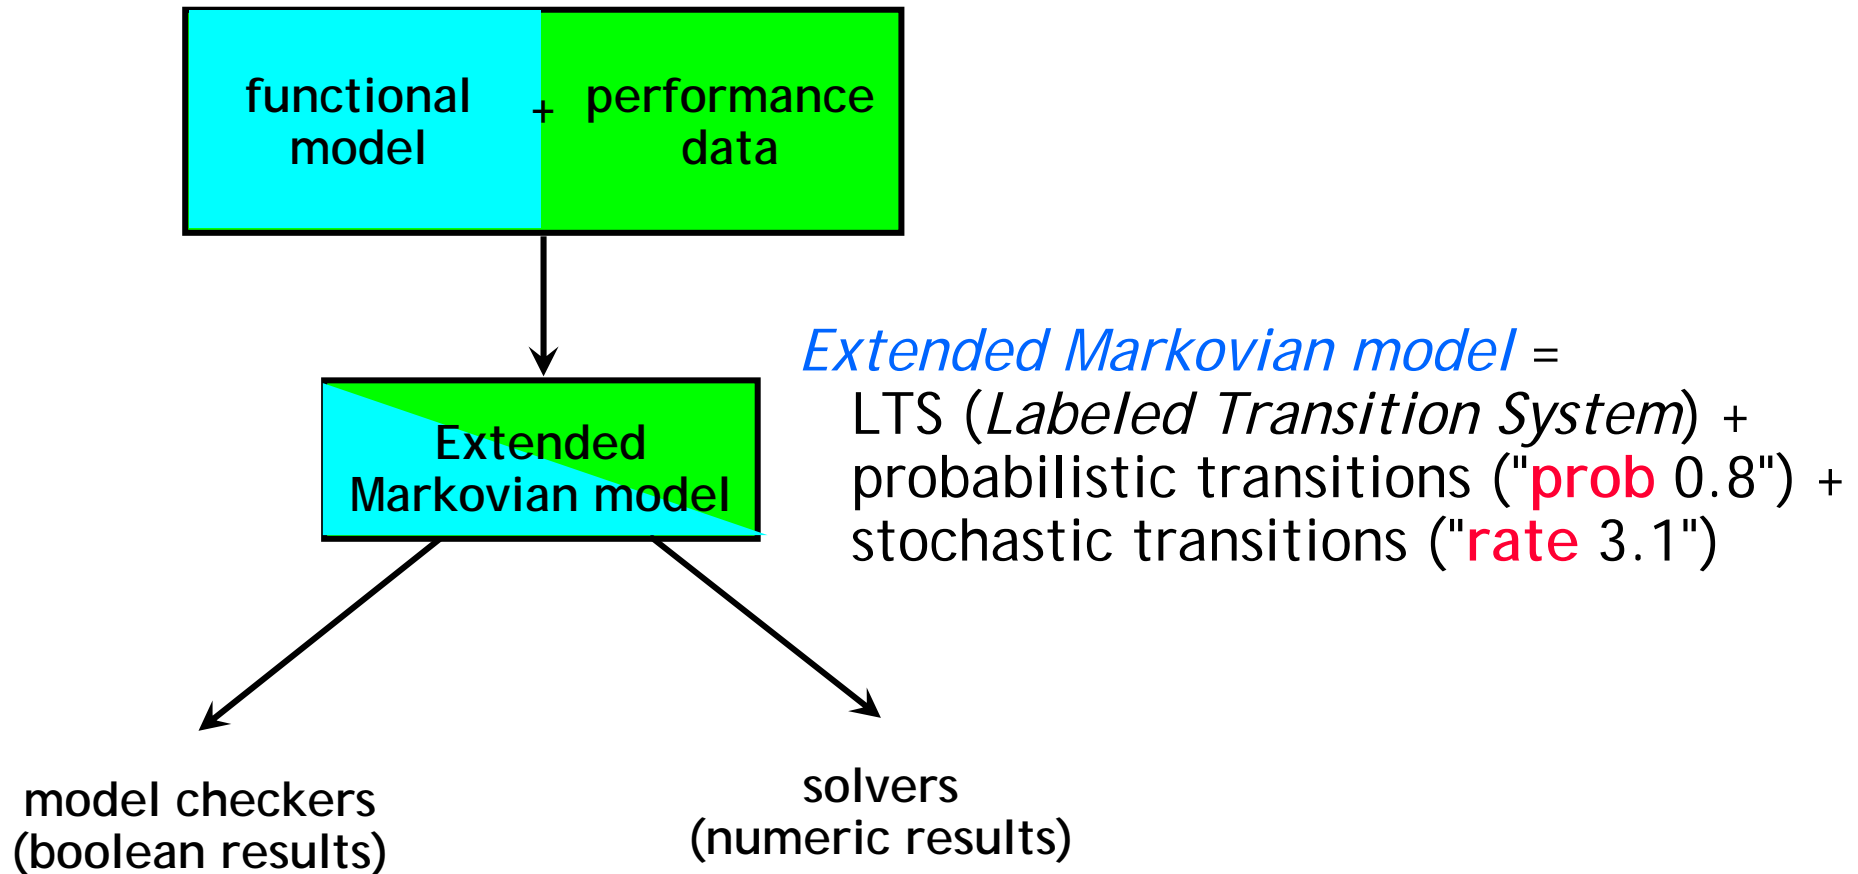 functional + performance
model data
Extended Markovian model =
LTS (Labeled Transition System) +
probabilistic transitions ("prob 0.8") +
stochastic transitions ("rate 3.1")
Extended
Markovian model
model checkers
(boolean results)
solvers
(numeric results)